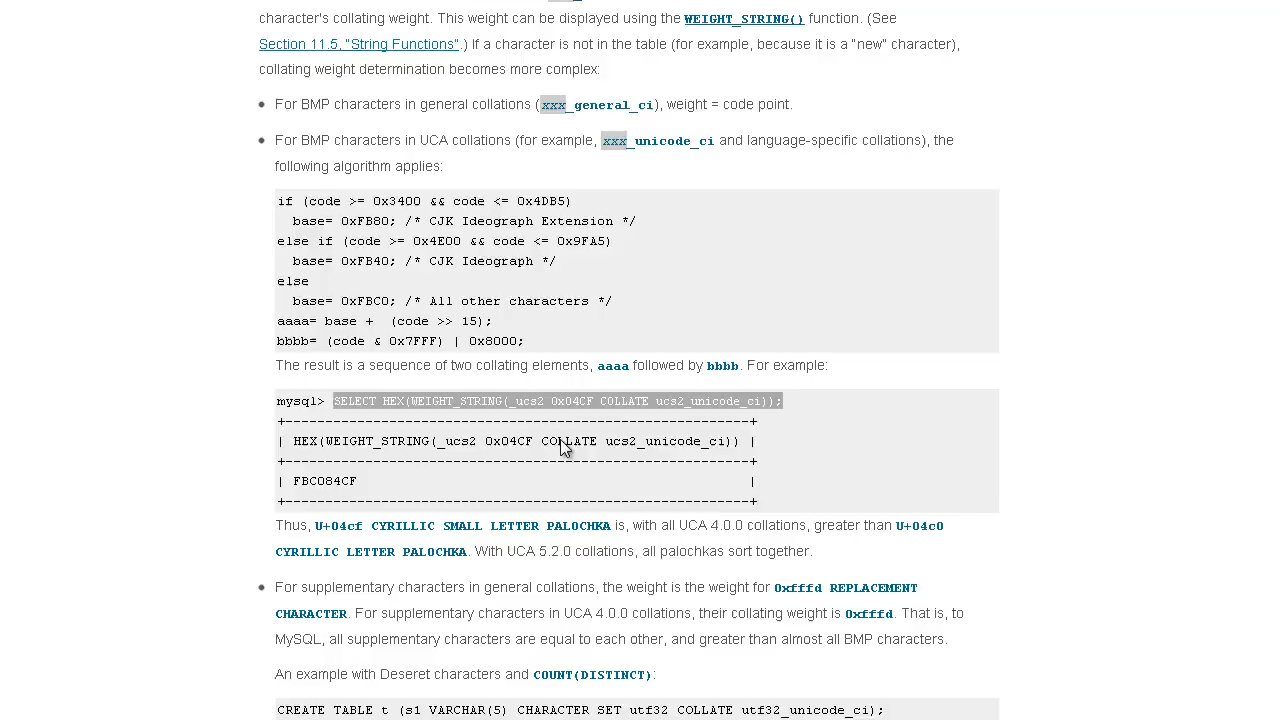 character's collating weight. This weight can be displayed using the WEIGHT_STRING() function. (See
Section 11.5, "String Functions".) If a character is not in the table (for example, because it is a "new" character),
collating weight determination becomes more complex:
• For BMP characters in general collations (xxx_general_ci), weight = code point.
• For BMP characters in UCA collations (for example, xxx_unicode_ci and language-specific collations), the
following algorithm applies:
if (code >= 0x3400 && code <= 0x4DB5)
  base= 0xFB80; /* CJK Ideograph Extension */
else if (code >= 0x4E00 && code <= 0x9FA5)
  base= 0xFB40; /* CJK Ideograph */
else
  base= 0xFBC0; /* All other characters */
aaaa= base +  (code >> 15);
bbbb= (code & 0x7FFF) | 0x8000;
The result is a sequence of two collating elements, aaaa followed by bbbb. For example:
mysql> SELECT HEX(WEIGHT_STRING(_ucs2 0x04CF COLLATE ucs2_unicode_ci));
+----------------------------------------------------------+
| HEX(WEIGHT_STRING(_ucs2 0x04CF COLLATE ucs2_unicode_ci)) |
+----------------------------------------------------------+
| FBC084CF                                                 |
+----------------------------------------------------------+
Thus, U+04cf CYRILLIC SMALL LETTER PALOCHKA is, with all UCA 4.0.0 collations, greater than U+04c0
CYRILLIC LETTER PALOCHKA. With UCA 5.2.0 collations, all palochkas sort together.
• For supplementary characters in general collations, the weight is the weight for 0xfffd REPLACEMENT
CHARACTER. For supplementary characters in UCA 4.0.0 collations, their collating weight is 0xfffd. That is, to
MySQL, all supplementary characters are equal to each other, and greater than almost all BMP characters.
An example with Deseret characters and COUNT(DISTINCT):
CREATE TABLE t (s1 VARCHAR(5) CHARACTER SET utf32 COLLATE utf32_unicode_ci);